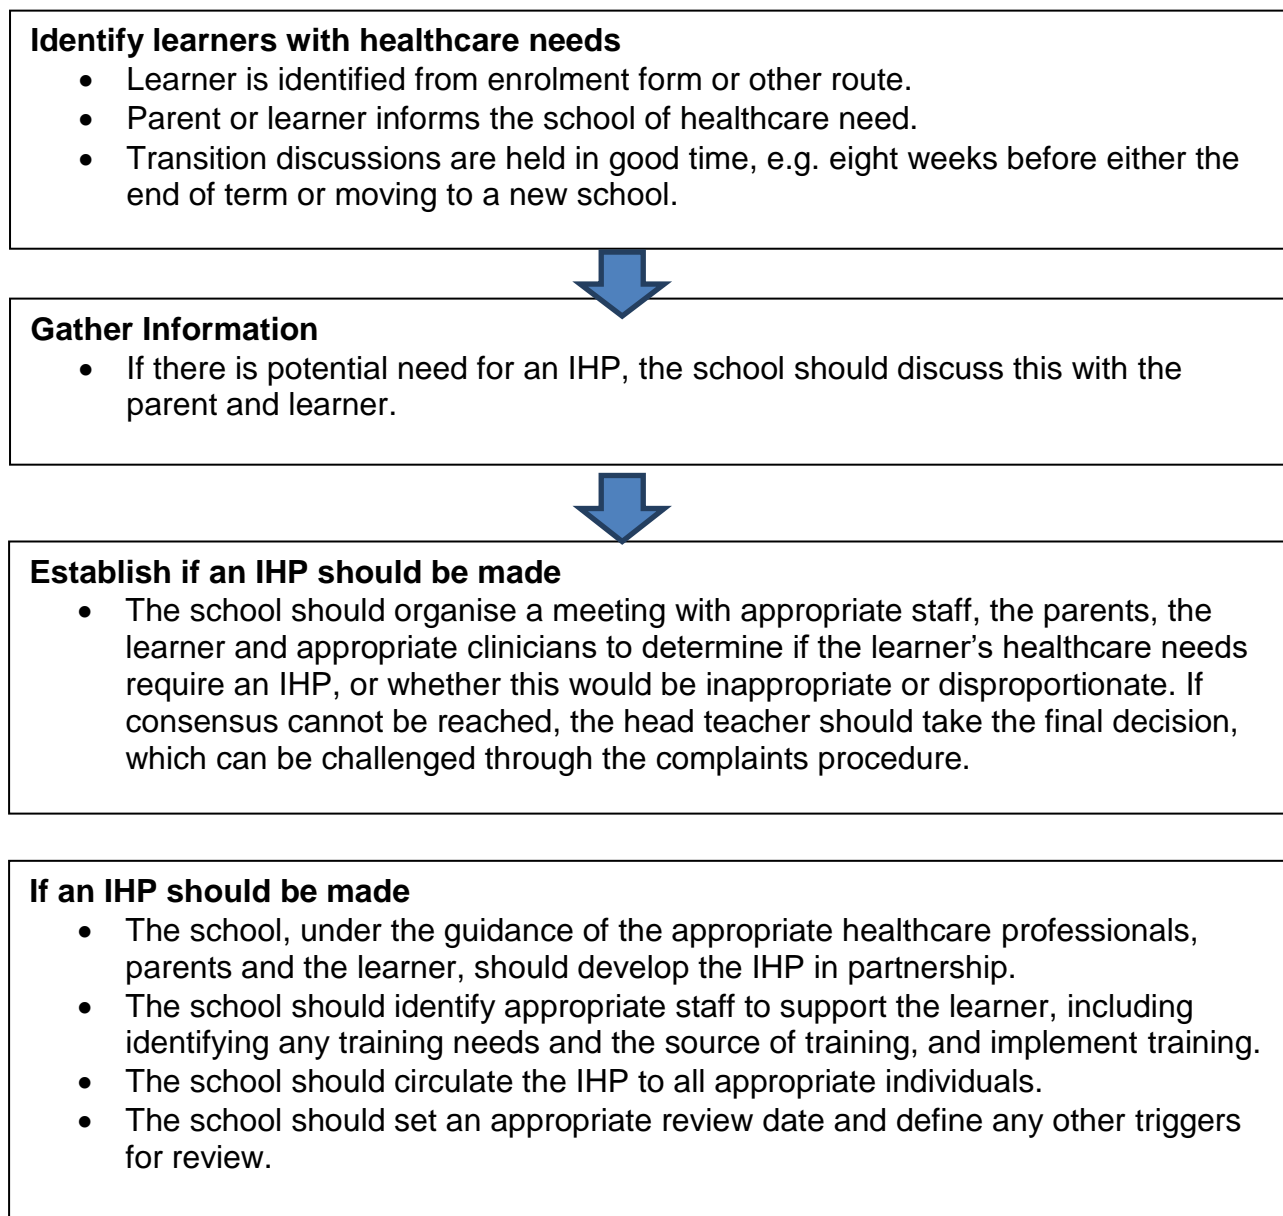 Identify learners with healthcare needs
• Learner is identified from enrolment form or other route.
• Parent or learner informs the school of healthcare need.
• Transition discussions are held in good time, e.g. eight weeks before either the
end of term or moving to a new school.
Gather Information
• If there is potential need for an IHP, the school should discuss this with the
parent and learner.
Establish if an IHP should be made
• The school should organise a meeting with appropriate staff, the parents, the
learner and appropriate clinicians to determine if the learner’s healthcare needs
require an IHP, or whether this would be inappropriate or disproportionate. If
consensus cannot be reached, the head teacher should take the final decision,
which can be challenged through the complaints procedure.
If an IHP should be made
• The school, under the guidance of the appropriate healthcare professionals,
parents and the learner, should develop the IHP in partnership.
• The school should identify appropriate staff to support the learner, including
identifying any training needs and the source of training, and implement training.
• The school should circulate the IHP to all appropriate individuals.
• The school should set an appropriate review date and define any other triggers
for review.